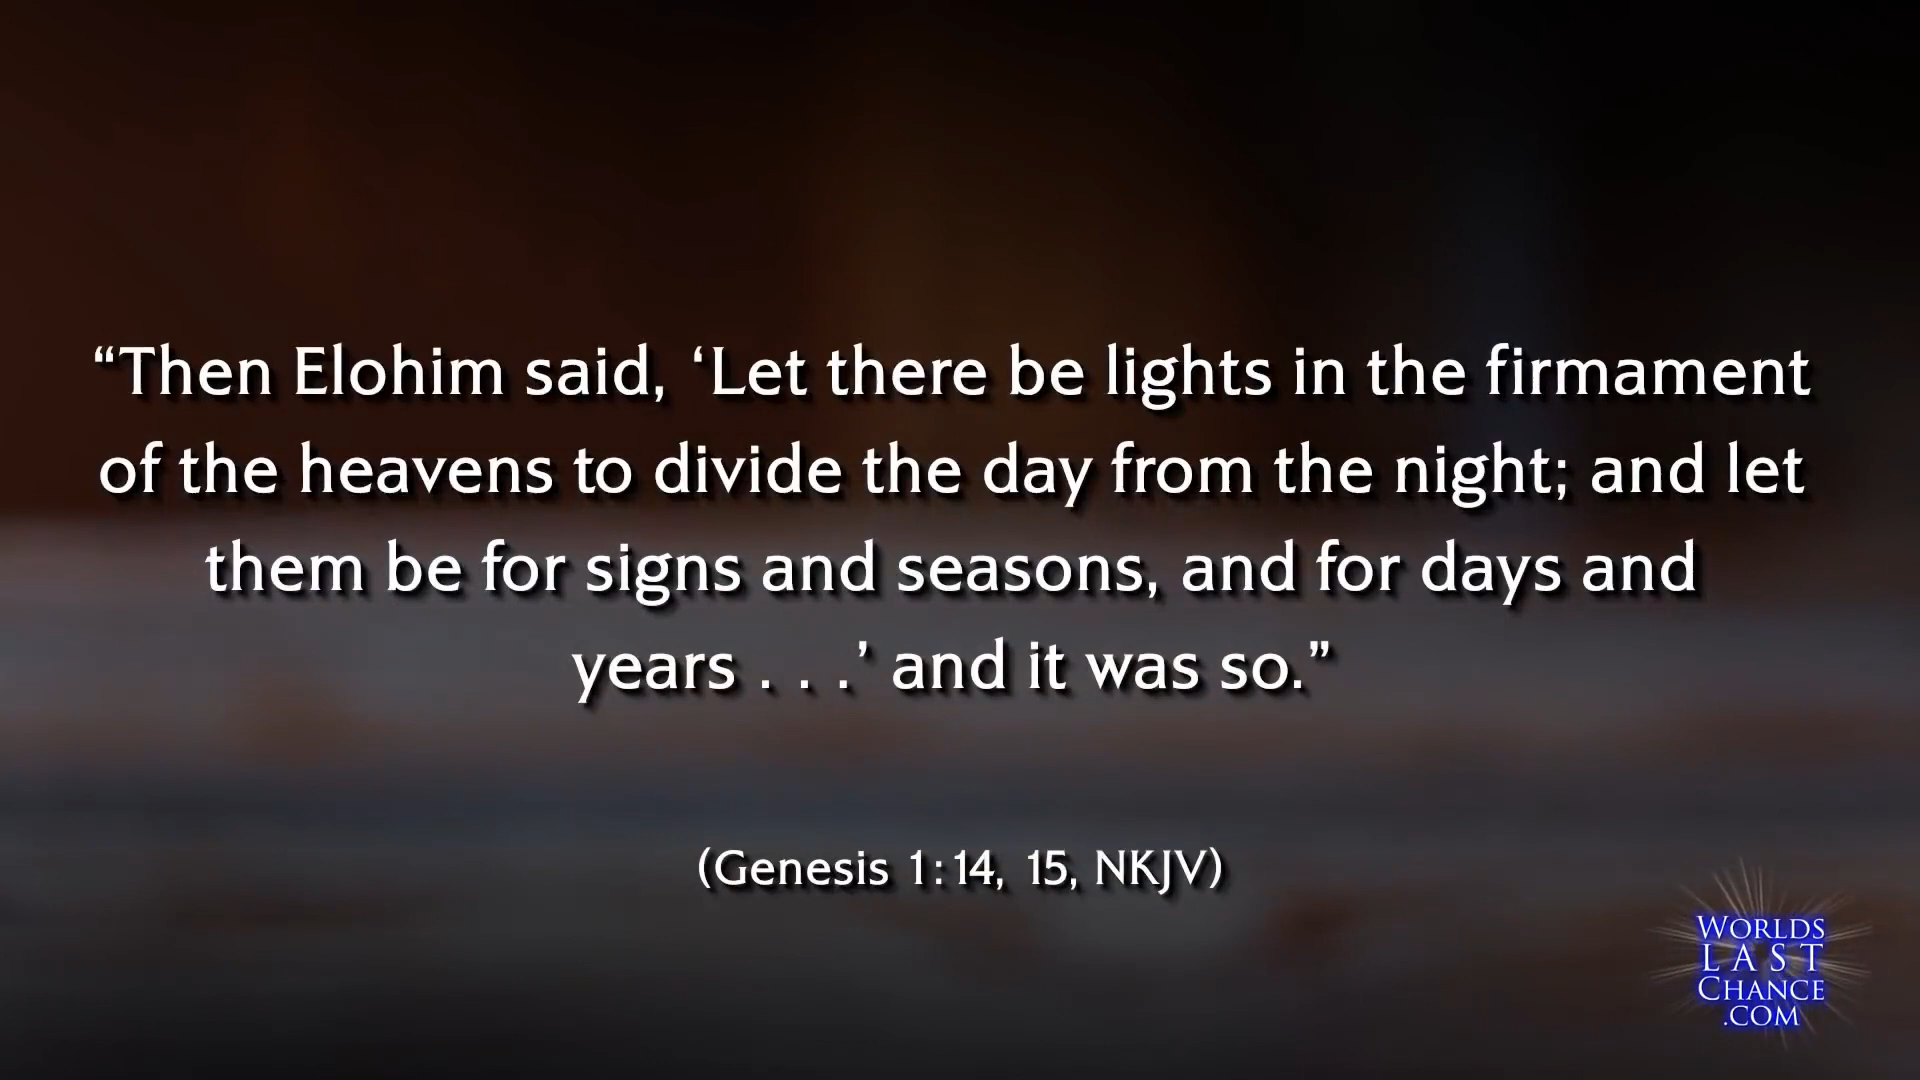 “Then Elohim said, ‘Let there be lights in the firmament
of the heavens to divide the day from the night; and let
them be for signs and seasons, and for days and
years . . .’ and it was so.”
(Genesis 1:14, 15, NKJV)
WORLDS
LAST
CHANCE
.COM